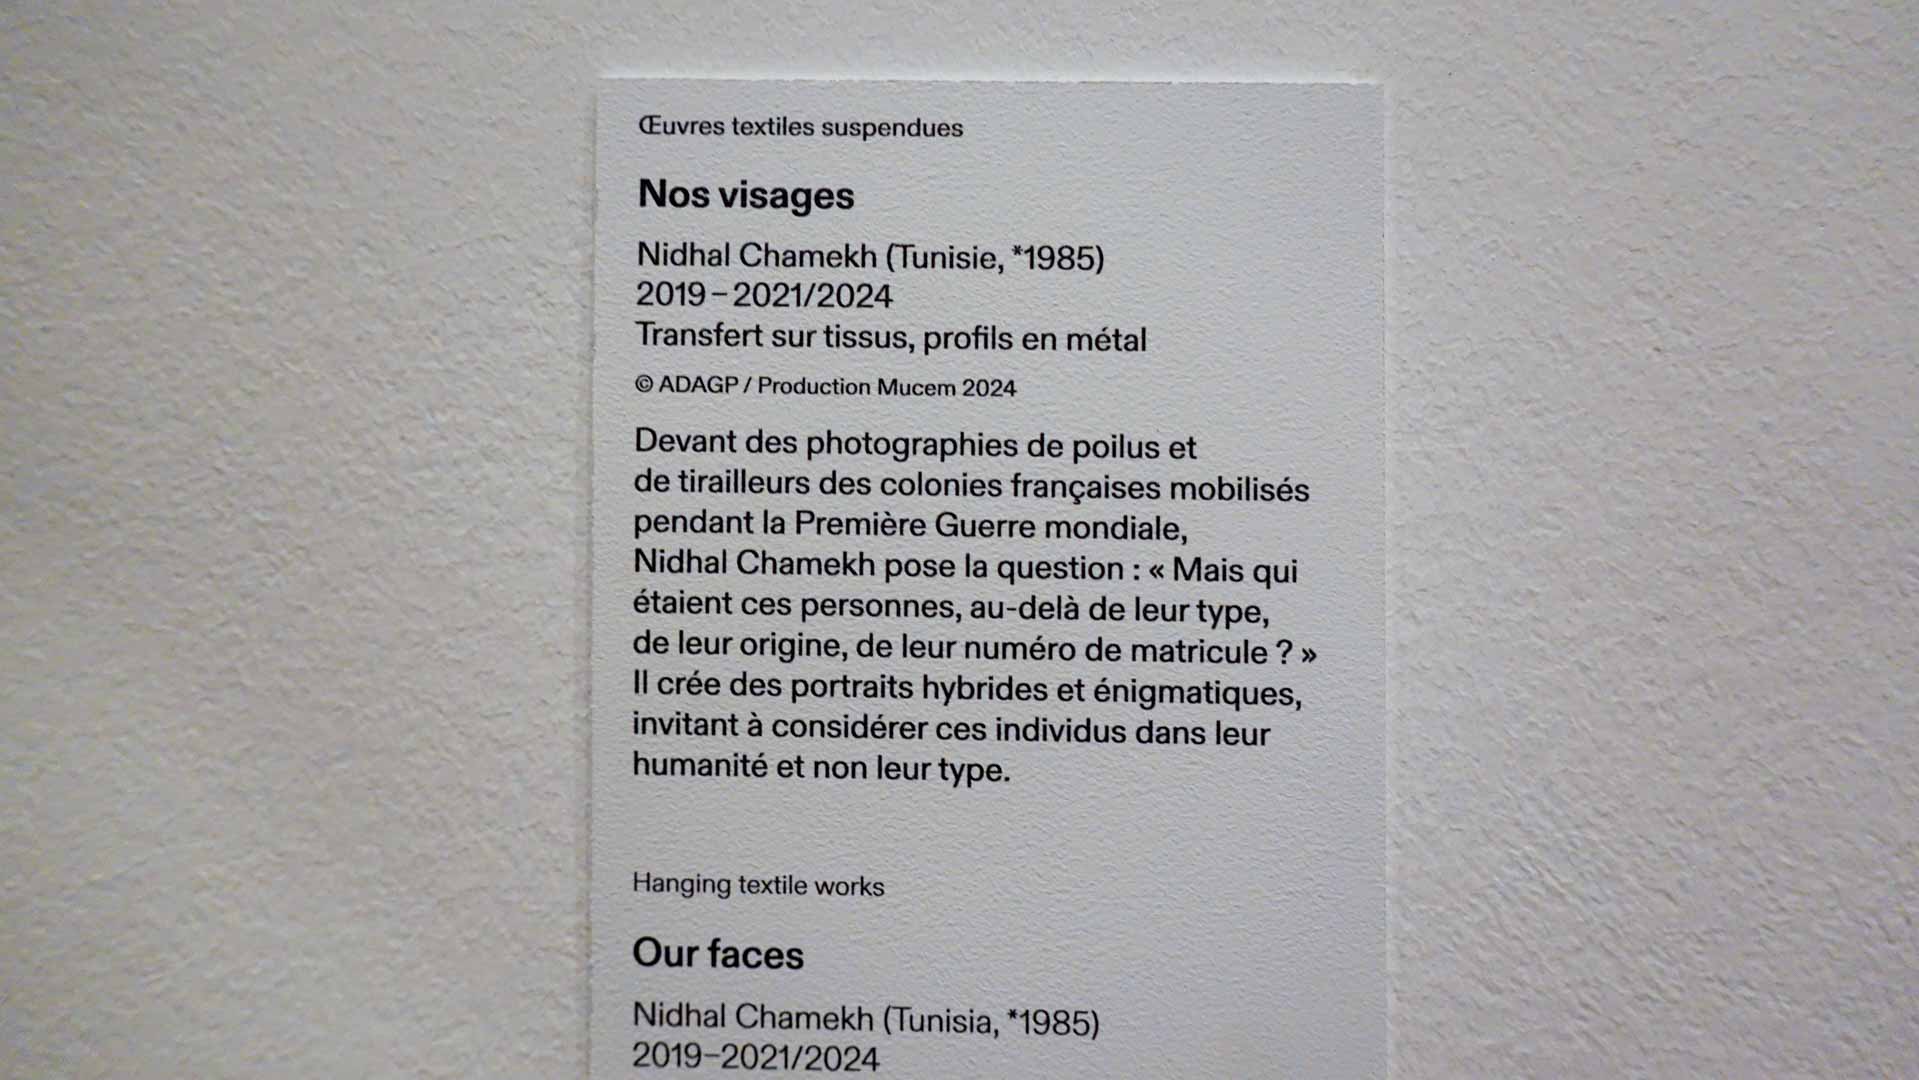 Œuvres textiles suspendues
Nos visages
Nidhal Chamekh (Tunisie, *1985)
2019 – 2021/2024
Transfert sur tissus, profils en métal
© ADAGP / Production Mucem 2024
Devant des photographies de poilus et
de tirailleurs des colonies françaises mobilisés
pendant la Première Guerre mondiale,
Nidhal Chamekh pose la question : « Mais qui
étaient ces personnes, au-delà de leur type,
de leur origine, de leur numéro de matricule ? »
Il crée des portraits hybrides et énigmatiques,
invitant à considérer ces individus dans leur
humanité et non leur type.
Hanging textile works
Our faces
Nidhal Chamekh (Tunisia, *1985)
2019–2021/2024